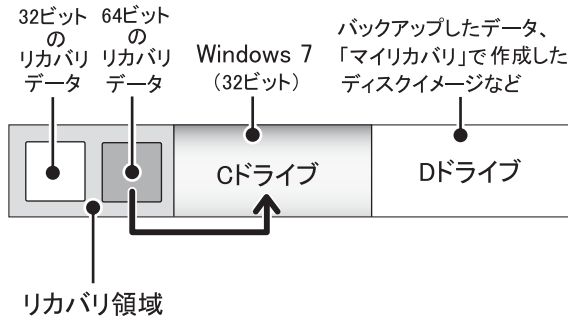 32ビット
の
リカバリ
データ
64ビット
の
リカバリ
データ
Windows 7
（32ビット）
バックアップしたデータ、
「マイリカバリ」で作成した
ディスクイメージなど
Cドライブ
Dドライブ
リカバリ領域